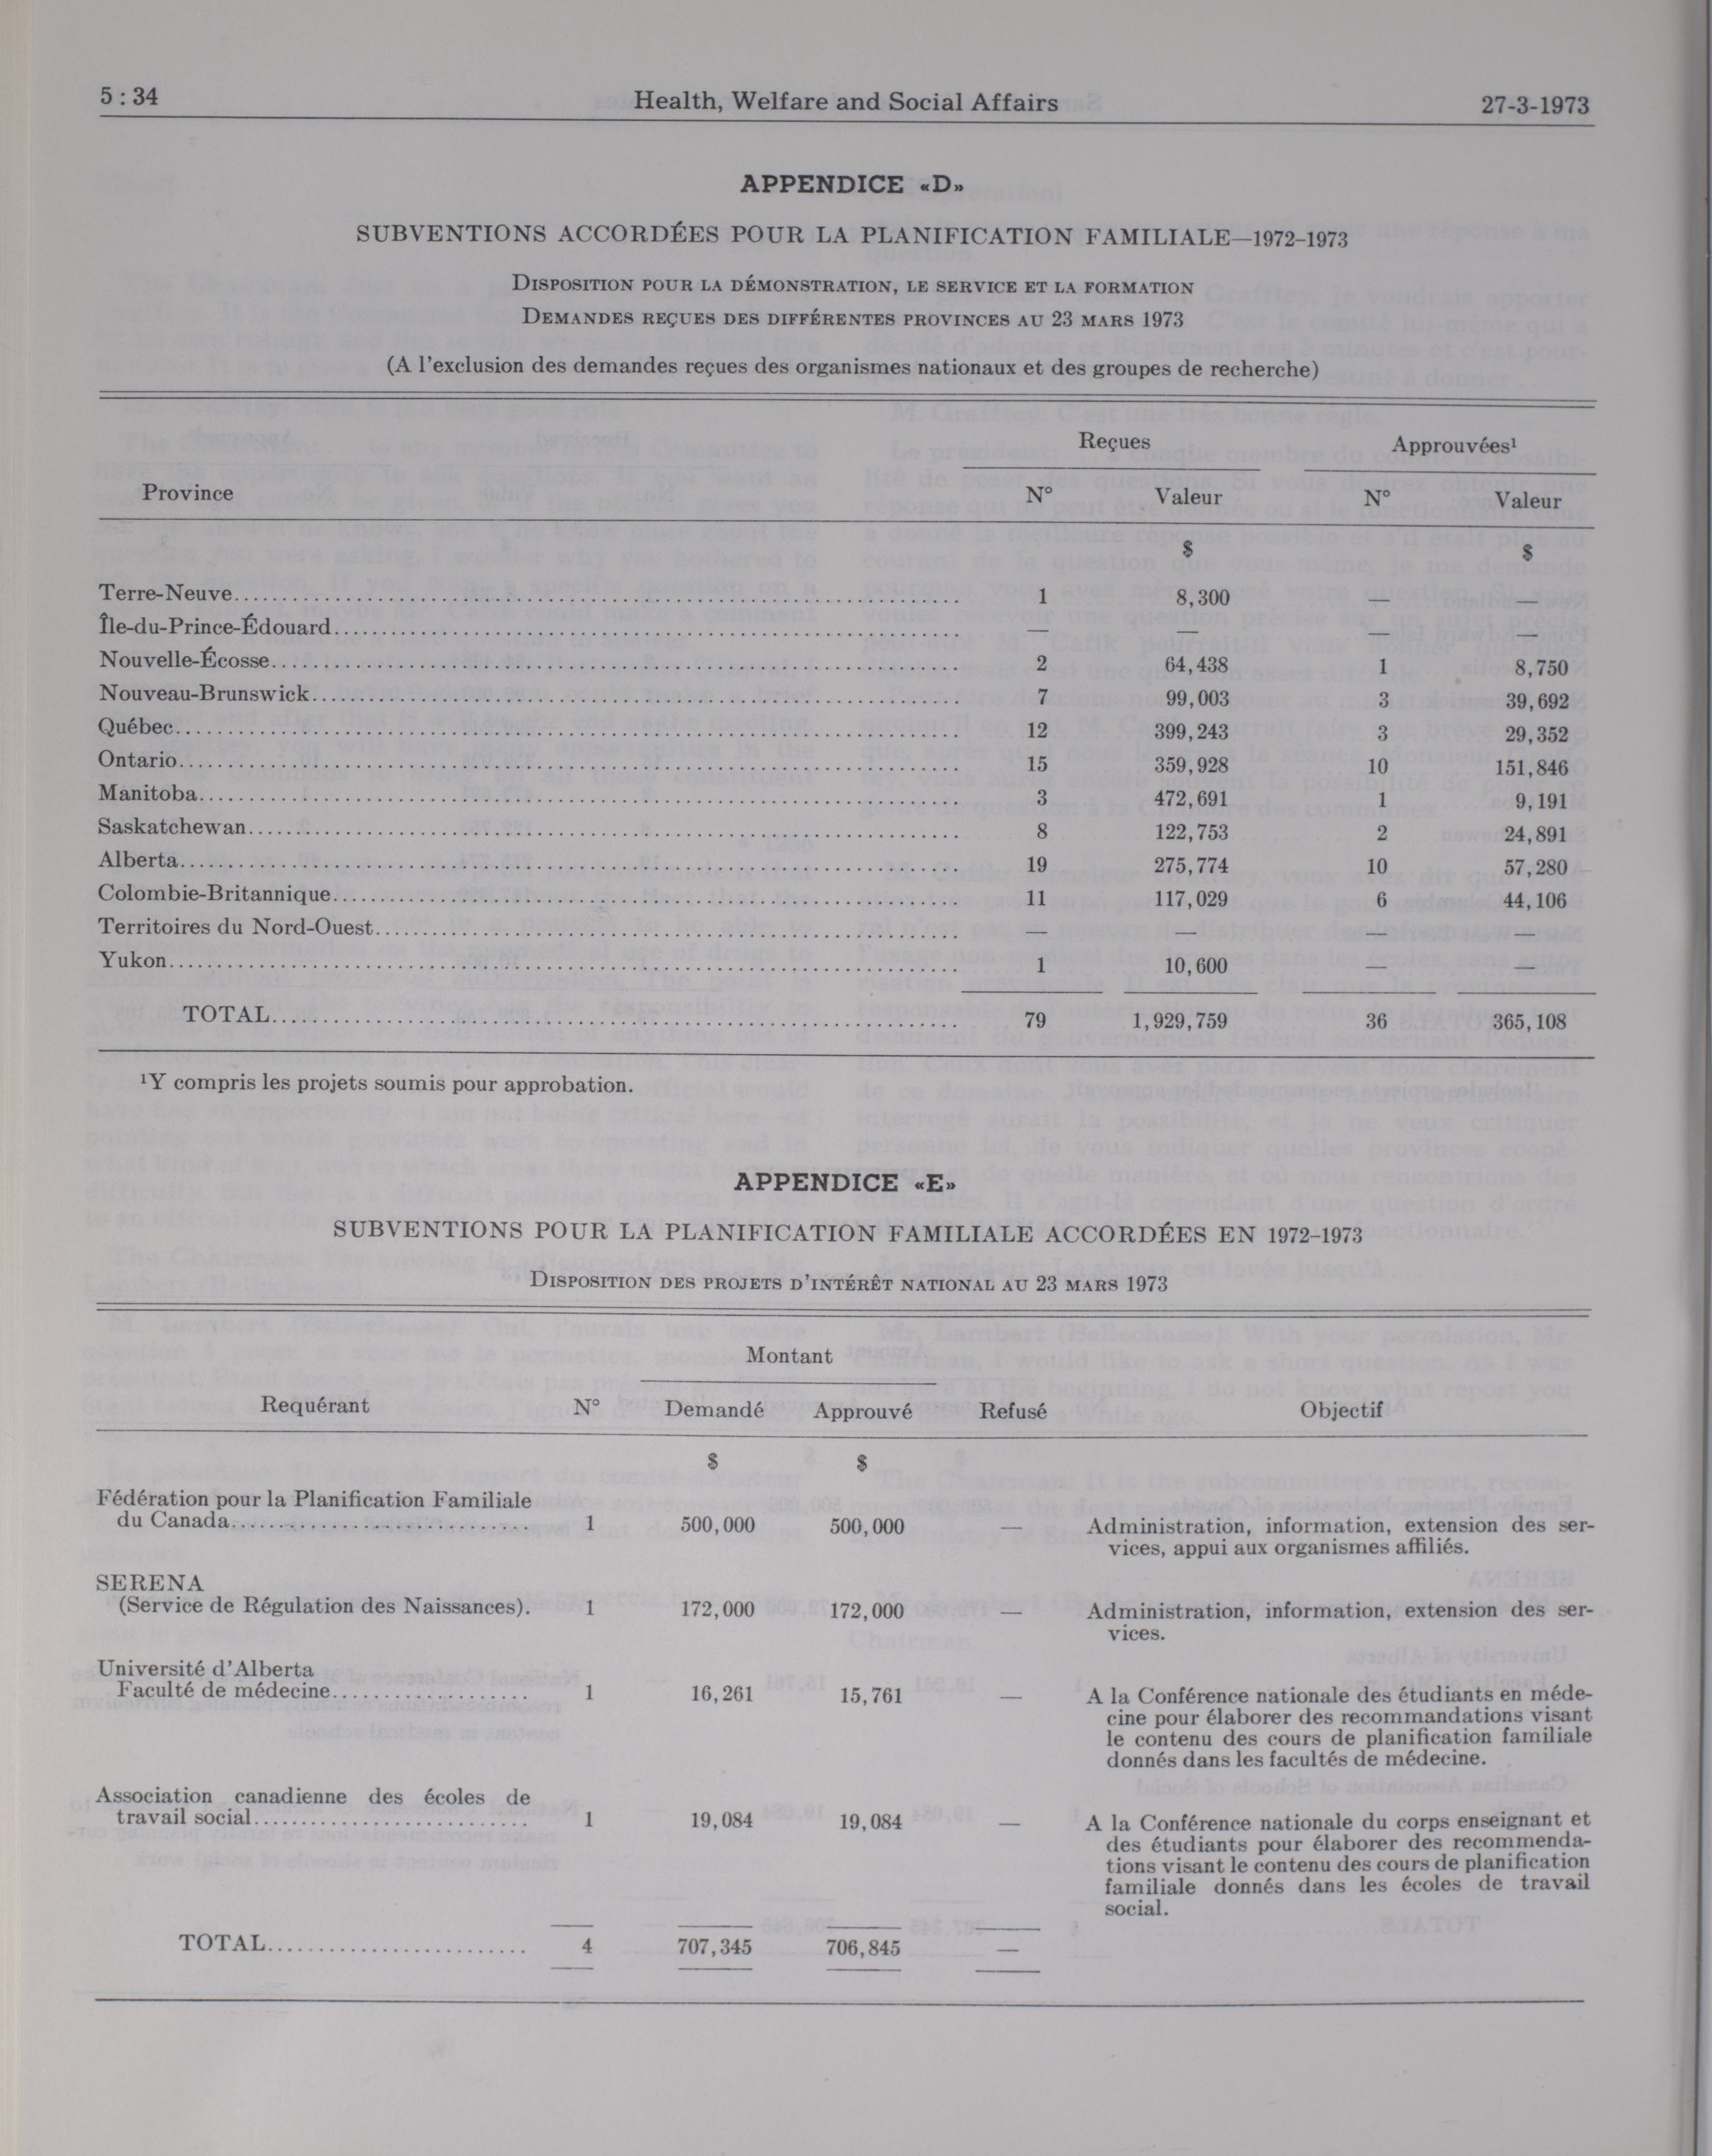 5 : 34 Health, Welfare and Social Affairs 27-3-1973
APPENDICE «D»
SUBVENTIONS ACCORDÉES POUR LA PLANIFICATION FAMILIALE—1972-1973
DISPOSITION POUR LA DÉMONSTRATION, LE SERVICE ET LA FORMATION
DEMANDES REÇUES DES DIFFÉRENTES PROVINCES AU 23 MARS 1973
(A l'exclusion des demandes reçues des organismes nationaux et des groupes de recherche)
Reçues Approuvées¹
Province N° Valeur N° Valeur
$ $
Terre-Neuve 1 8,300 — —
Île-du-Prince-Édouard — — — —
Nouvelle-Écosse 2 64,438 1 8,750
Nouveau-Brunswick 7 99,003 3 39,692
Québec 12 399,243 3 29,352
Ontario 15 359,928 10 151,846
Manitoba 3 472,691 1 9,191
Saskatchewan 8 122,753 2 24,891
Alberta 19 275,774 10 57,280
Colombie-Britannique 11 117,029 6 44,106
Territoires du Nord-Ouest — — — —
Yukon 1 10,600 — —
TOTAL 79 1,929,759 36 365,108
¹Y compris les projets soumis pour approbation.
APPENDICE «E»
SUBVENTIONS POUR LA PLANIFICATION FAMILIALE ACCORDÉES EN 1972-1973
DISPOSITION DES PROJETS D'INTÉRÊT NATIONAL AU 23 MARS 1973
Montant
Requérant N° Demandé Approuvé Refusé Objectif
$ $
Fédération pour la Planification Familiale
du Canada 1 500,000 500,000 — Administration, information, extension des ser-
vices, appui aux organismes affiliés.
SERENA
(Service de Régulation des Naissances). 1 172,000 172,000 — Administration, information, extension des ser-
vices.
Université d'Alberta
Faculté de médecine 1 16,261 15,761 — A la Conférence nationale des étudiants en méde-
cine pour élaborer des recommandations visant
le contenu des cours de planification familiale
donnés dans les facultés de médecine.
Association canadienne des écoles de
travail social 1 19,084 19,084 — A la Conférence nationale du corps enseignant et
des étudiants pour élaborer des recommenda-
tions visant le contenu des cours de planification
familiale donnés dans les écoles de travail
social.
TOTAL 4 707,345 706,845 —